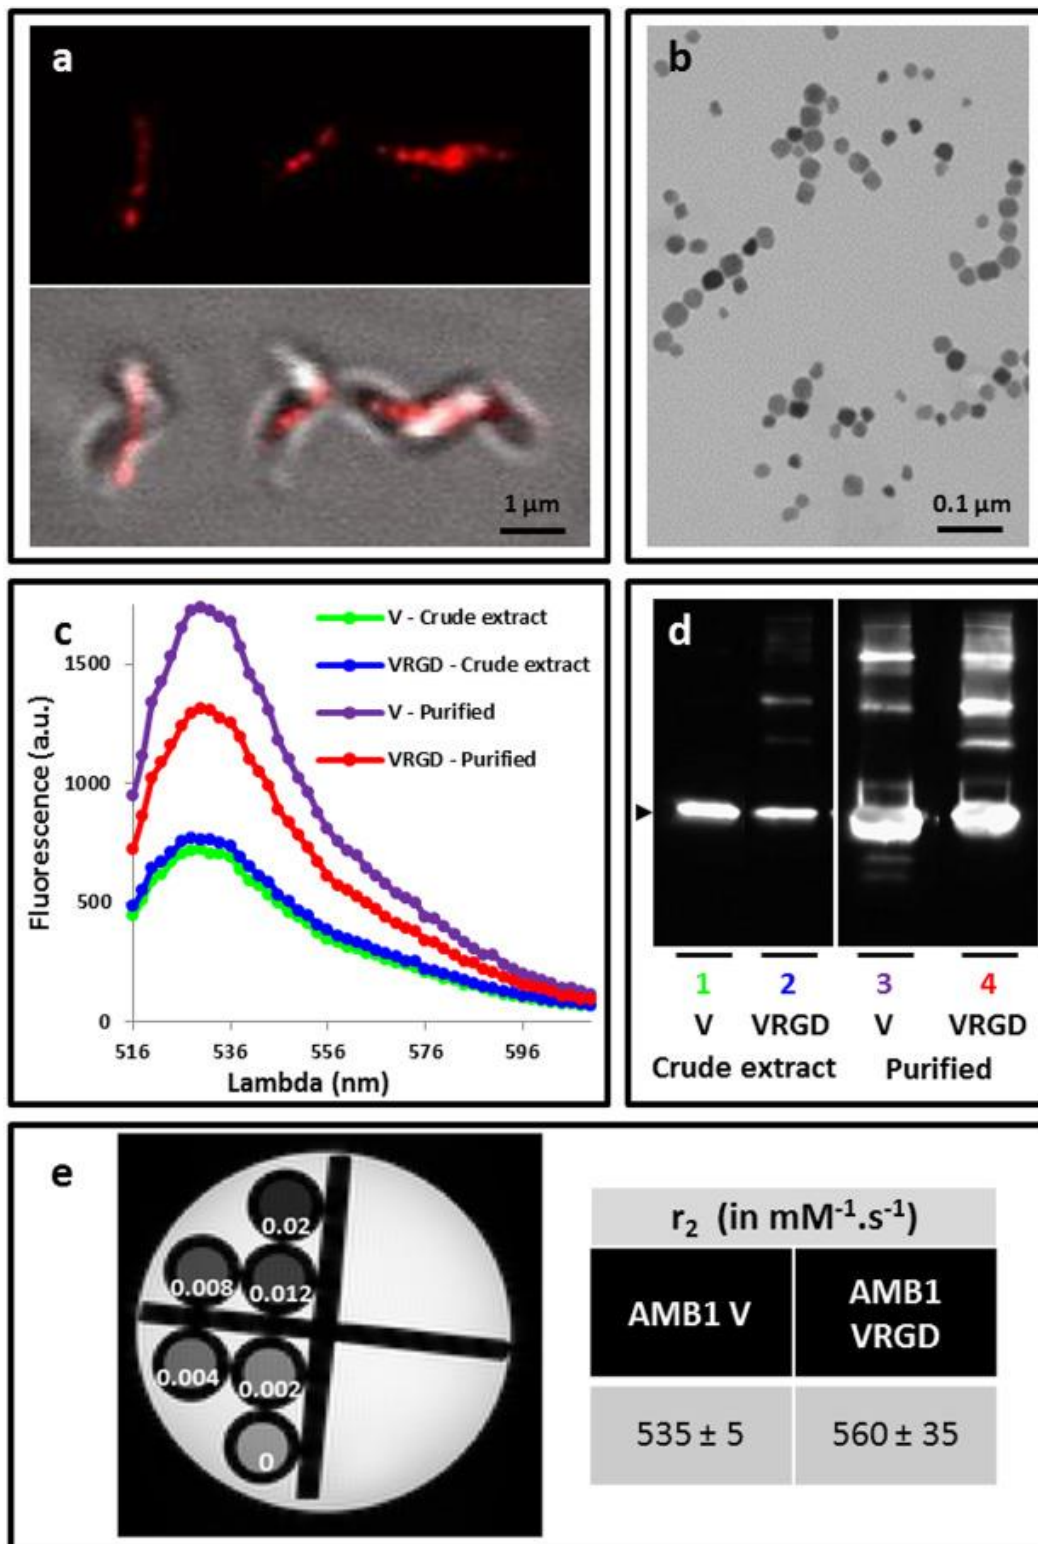 a
1 µm
b
0.1 µm
c
V - Crude extract
VRGD - Crude extract
V - Purified
VRGD - Purified
Fluorescence (a.u.)
1500
1000
500
0
516 536 556 576 596
Lambda (nm)
d
1 2 3 4
V VRGD V VRGD
Crude extract Purified
e
0.02
0.008 0.012
0.004 0.002
0
r₂ (in mM⁻¹.s⁻¹)
AMB1 V
AMB1
VRGD
535 ± 5 560 ± 35